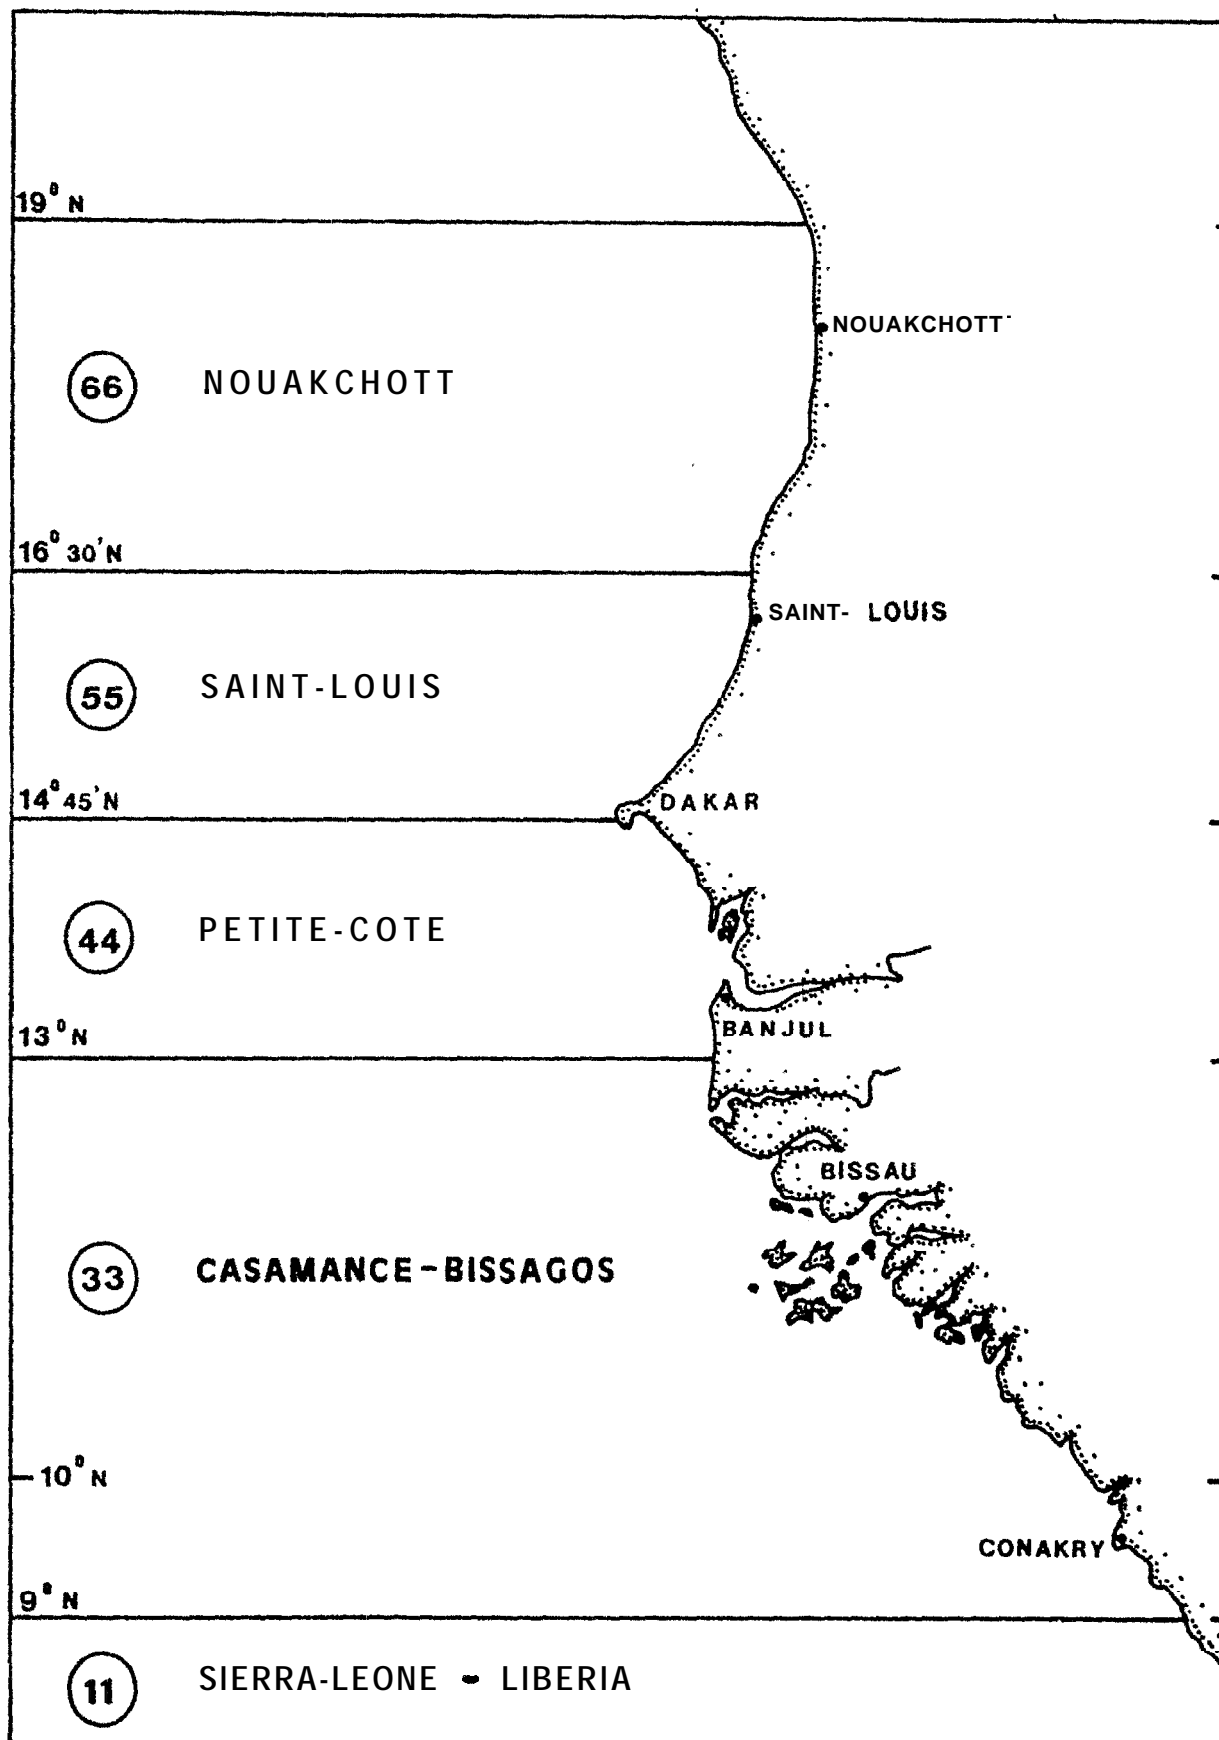 19° N
NOUAKCHOTT
66 NOUAKCHOTT
16° 30'N
SAINT- LOUIS
55 SAINT-LOUIS
14° 45'N
DAKAR
44 PETITE-COTE
BANJUL
13° N
BISSAU
33 CASAMANCE-BISSAGOS
10° N
CONAKRY
9° N
11 SIERRA-LEONE - LIBERIA